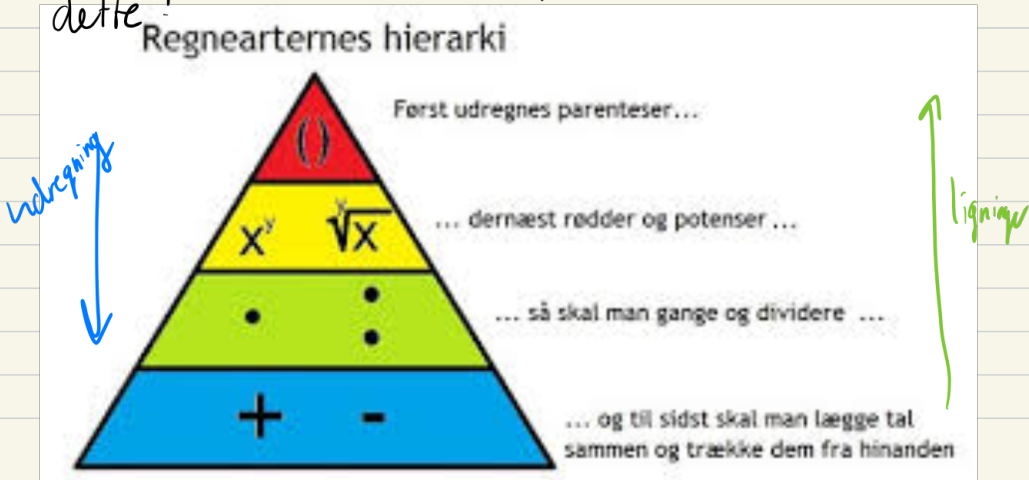 dette!
Regnearternes hierarki
Først udregnes parenteser...
()
udregning
... dernæst rødder og potenser ...
xʸ ʸ√x
ligninger
• :
... så skal man gange og dividere ...
+ -
... og til sidst skal man lægge tal
sammen og trække dem fra hinanden